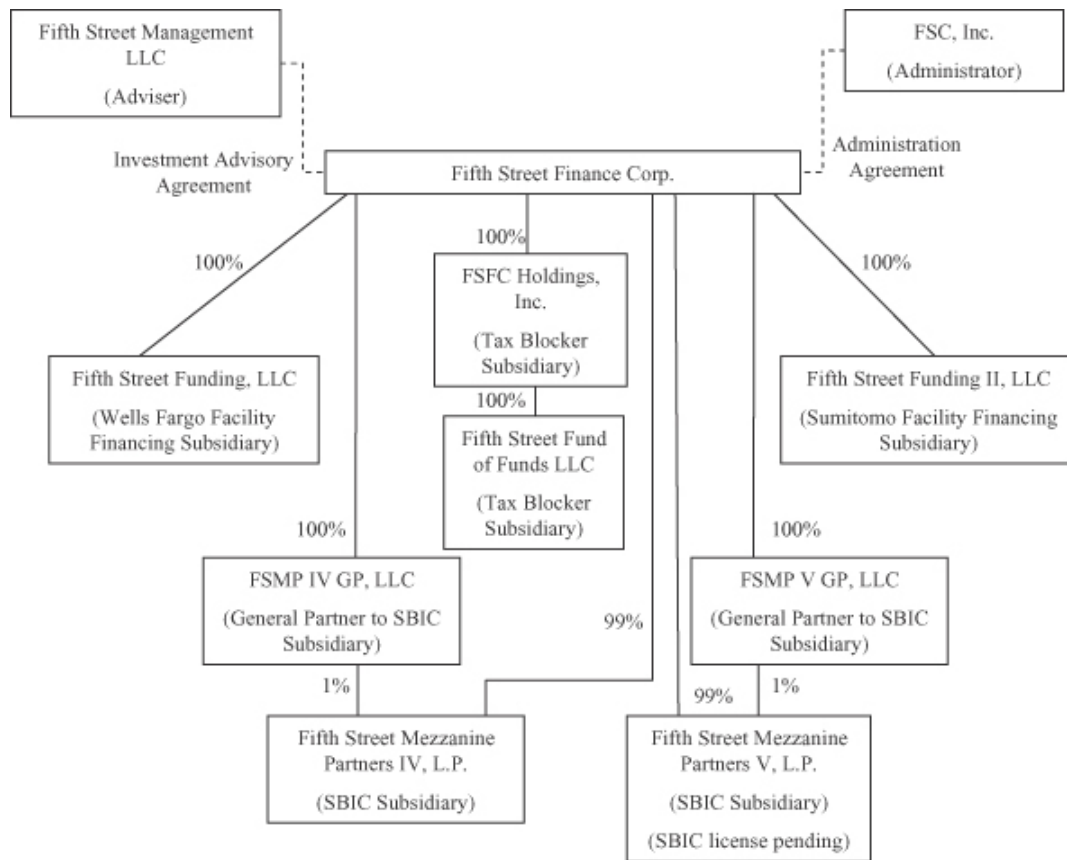 Fifth Street Management
LLC
(Adviser)
FSC, Inc.
(Administrator)
Investment Advisory
Agreement
Administration
Agreement
Fifth Street Finance Corp.
100%
100%
100%
FSFC Holdings,
Inc.
(Tax Blocker
Subsidiary)
Fifth Street Funding, LLC
(Wells Fargo Facility
Financing Subsidiary)
100%
Fifth Street Fund
of Funds LLC
(Tax Blocker
Subsidiary)
Fifth Street Funding II, LLC
(Sumitomo Facility Financing
Subsidiary)
100%
100%
FSMP IV GP, LLC
(General Partner to SBIC
Subsidiary)
99%
FSMP V GP, LLC
(General Partner to SBIC
Subsidiary)
1%
99%
1%
Fifth Street Mezzanine
Partners IV, L.P.
(SBIC Subsidiary)
Fifth Street Mezzanine
Partners V, L.P.
(SBIC Subsidiary)
(SBIC license pending)